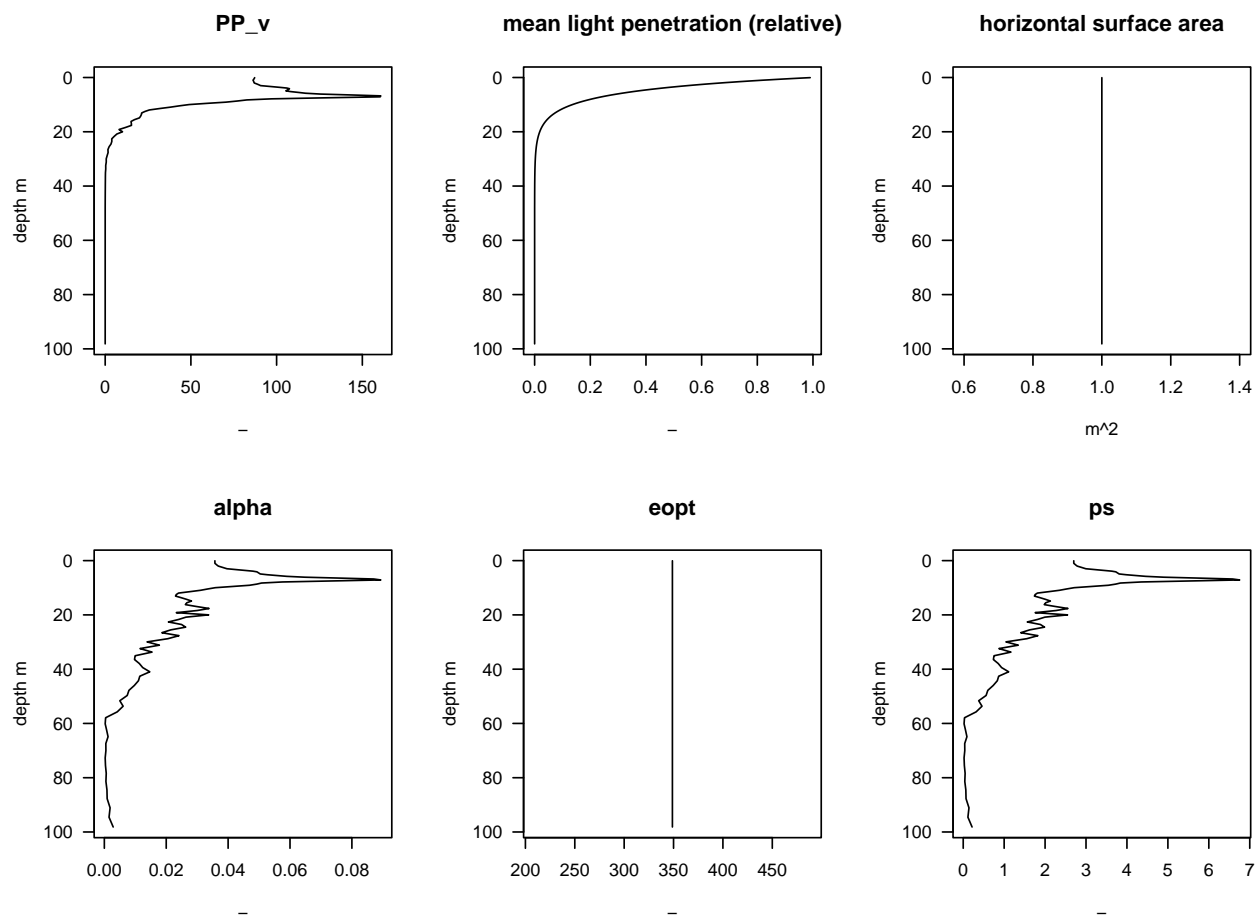 PP_v
0
20
40
60
80
100
depth m
0 50 100 150
–
mean light penetration (relative)
0
20
40
60
80
100
depth m
0.0 0.2 0.4 0.6 0.8 1.0
–
horizontal surface area
0
20
40
60
80
100
depth m
0.6 0.8 1.0 1.2 1.4
m^2
alpha
0
20
40
60
80
100
depth m
0.00 0.02 0.04 0.06 0.08
–
eopt
0
20
40
60
80
100
depth m
200 250 300 350 400 450
–
ps
0
20
40
60
80
100
depth m
0 1 2 3 4 5 6 7
–